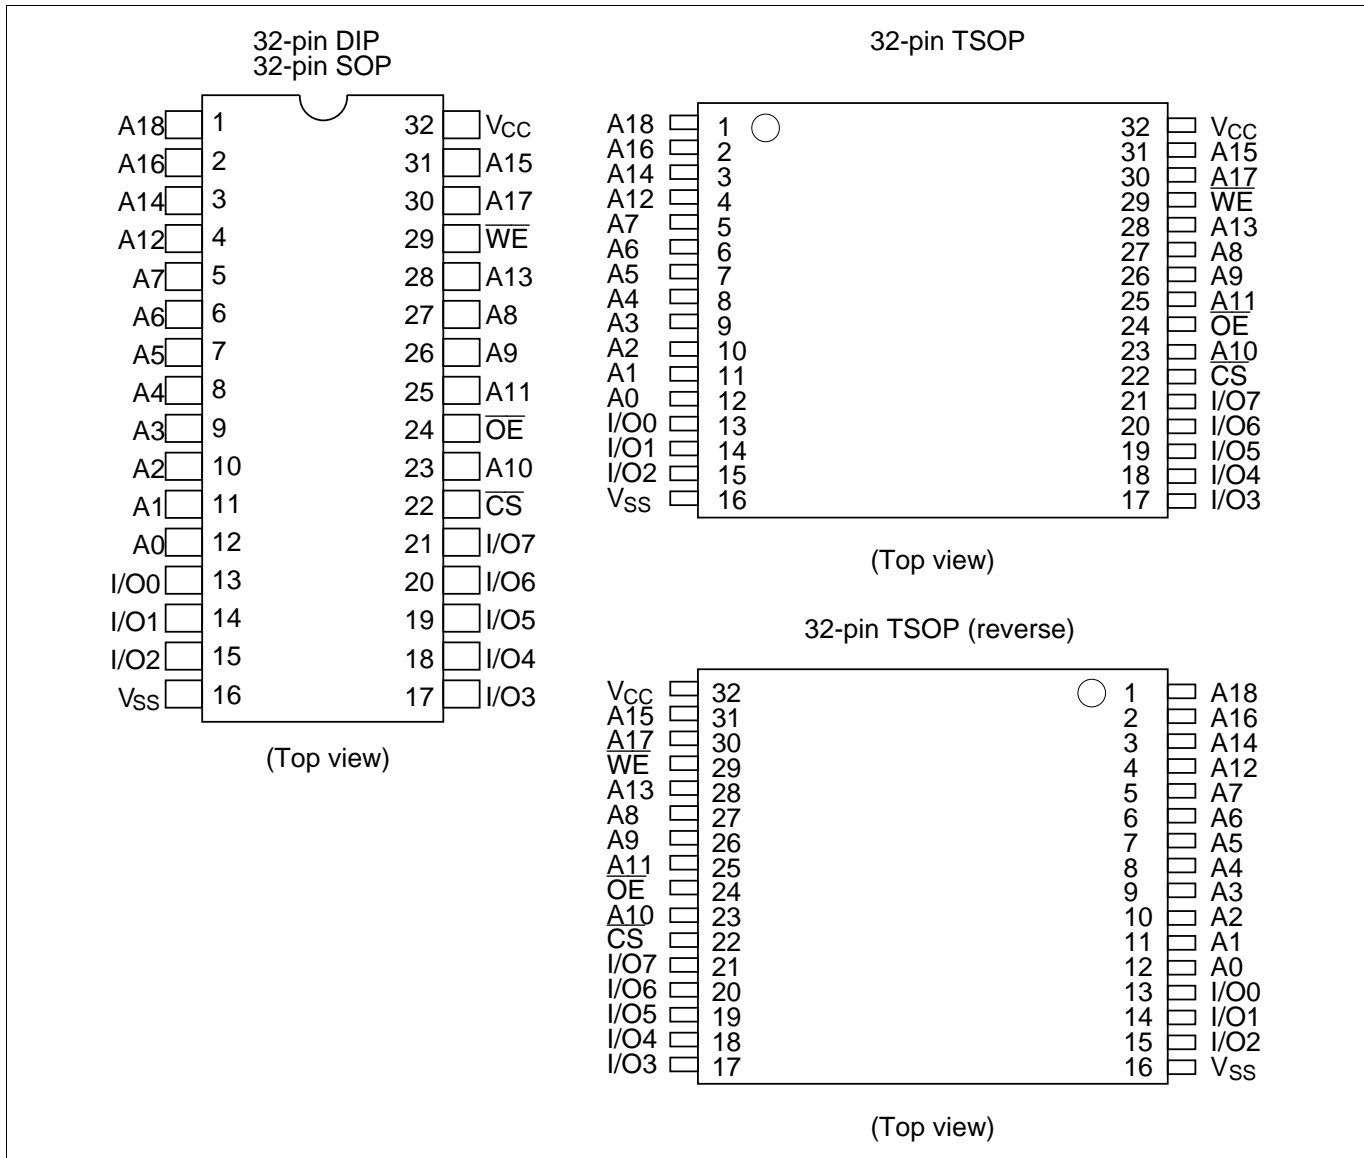 32-pin DIP
32-pin SOP
A18 1 32 VCC
A16 2 31 A15
A14 3 30 A17
A12 4 29 W̅E̅
A7 5 28 A13
A6 6 27 A8
A5 7 26 A9
A4 8 25 A11
A3 9 24 O̅E̅
A2 10 23 A10
A1 11 22 C̅S̅
A0 12 21 I/O7
I/O0 13 20 I/O6
I/O1 14 19 I/O5
I/O2 15 18 I/O4
VSS 16 17 I/O3
(Top view)
32-pin TSOP
A18 1 32 VCC
A16 2 31 A15
A14 3 30 A17
A12 4 29 W̅E̅
A7 5 28 A13
A6 6 27 A8
A5 7 26 A9
A4 8 25 A11
A3 9 24 O̅E̅
A2 10 23 A10
A1 11 22 C̅S̅
A0 12 21 I/O7
I/O0 13 20 I/O6
I/O1 14 19 I/O5
I/O2 15 18 I/O4
VSS 16 17 I/O3
(Top view)
32-pin TSOP (reverse)
VCC 32 1 A18
A15 31 2 A16
A17 30 3 A14
W̅E̅ 29 4 A12
A13 28 5 A7
A8 27 6 A6
A9 26 7 A5
A11 25 8 A4
O̅E̅ 24 9 A3
A10 23 10 A2
C̅S̅ 22 11 A1
I/O7 21 12 A0
I/O6 20 13 I/O0
I/O5 19 14 I/O1
I/O4 18 15 I/O2
I/O3 17 16 VSS
(Top view)